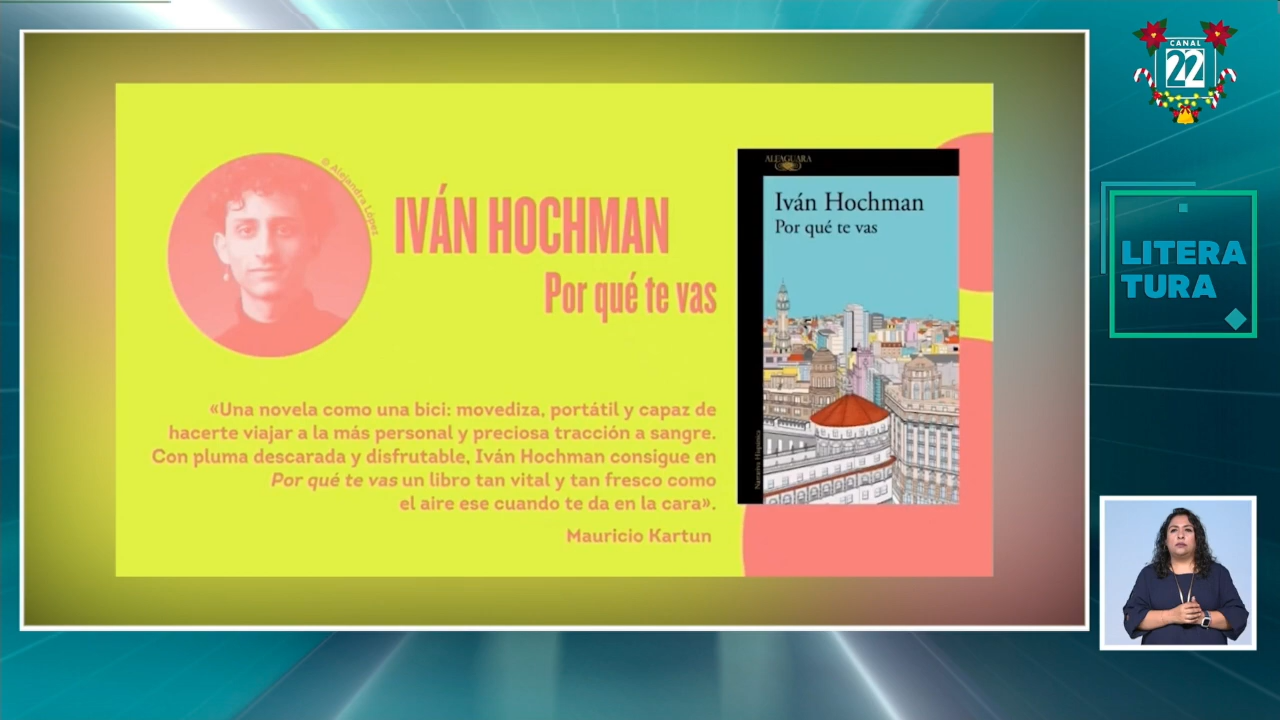 © Alejandra López
IVÁN HOCHMAN
Por qué te vas
«Una novela como una bici: movediza, portátil y capaz de
hacerte viajar a la más personal y preciosa tracción a sangre.
Con pluma descarada y disfrutable, Iván Hochman consigue en
Por qué te vas un libro tan vital y tan fresco como
el aire ese cuando te da en la cara».
Mauricio Kartun
ALFAGUARA
Iván Hochman
Por qué te vas
Narrativa Hispánica
CANAL
22
LITERA
TURA